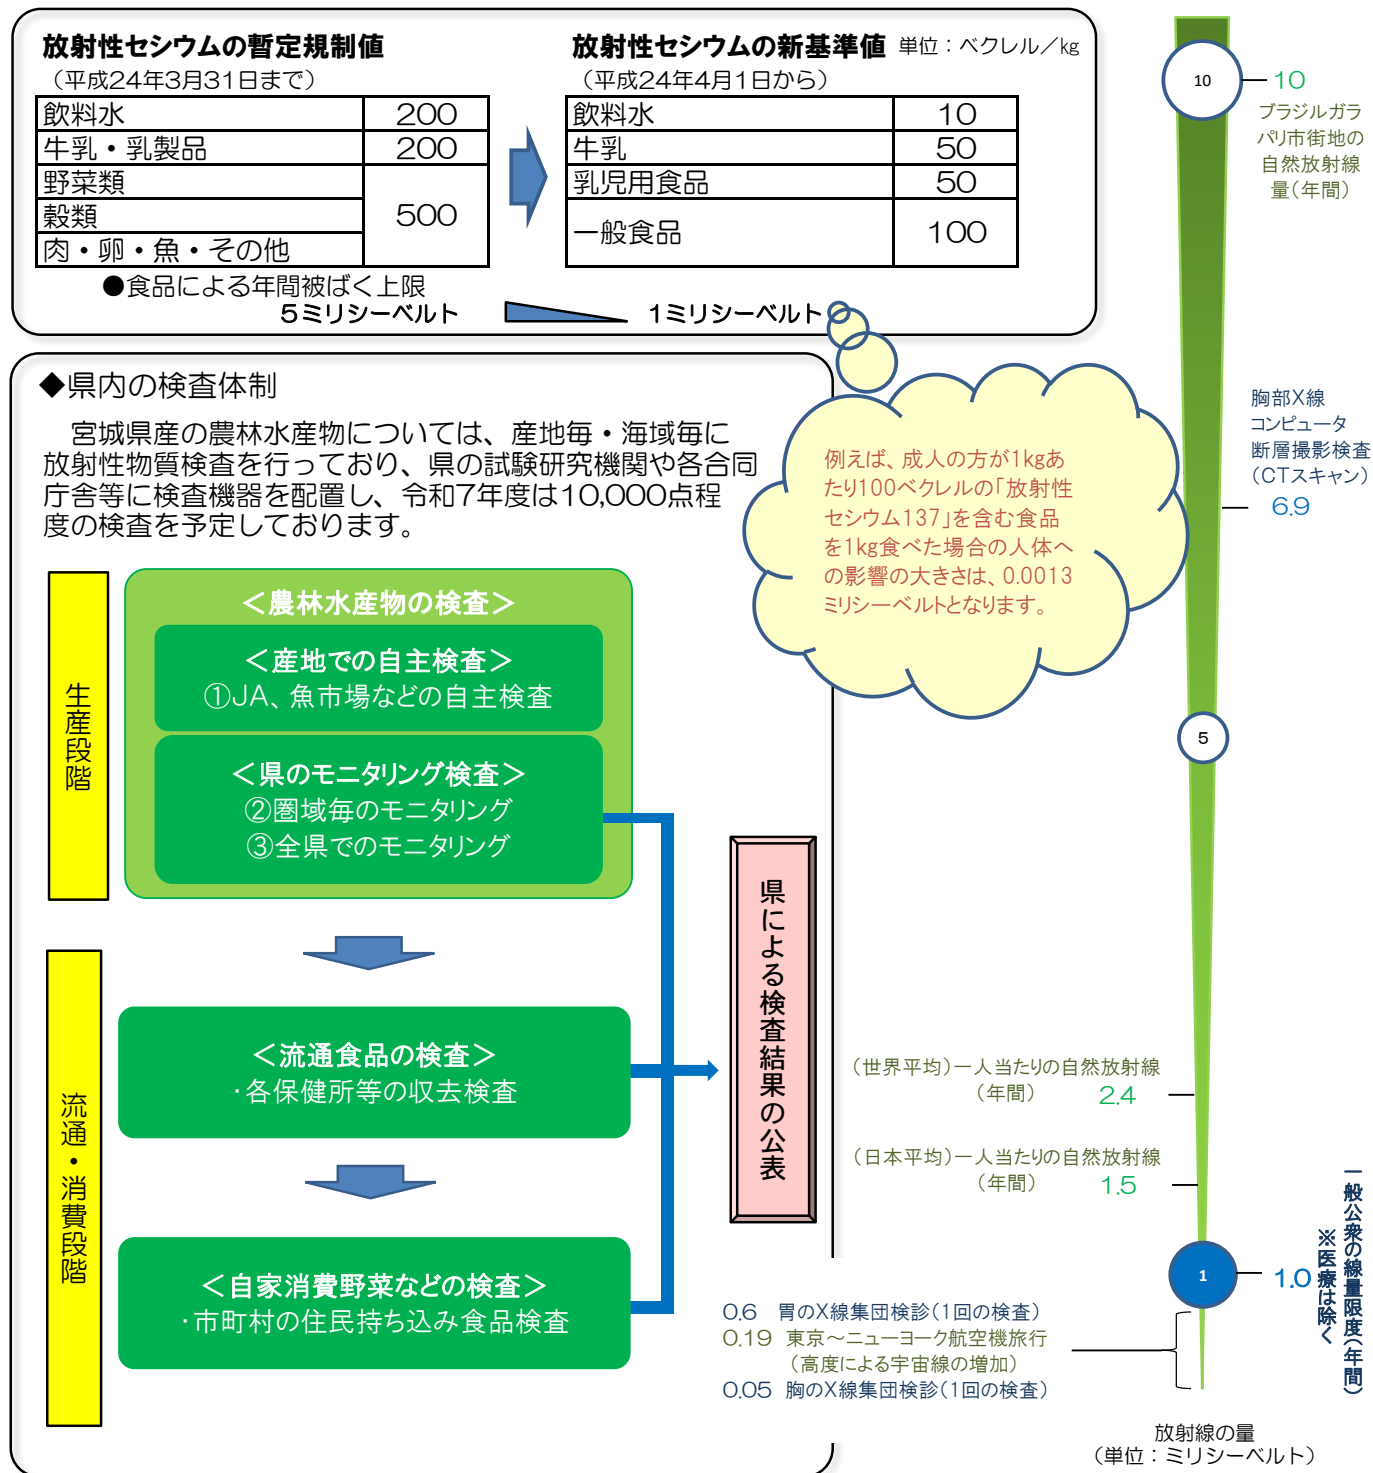 放射性セシウムの暫定規制値
（平成24年3月31日まで）
飲料水 200
牛乳・乳製品 200
野菜類
穀類 500
肉・卵・魚・その他
放射性セシウムの新基準値 単位：ベクレル／kg
（平成24年4月1日から）
飲料水 10
牛乳 50
乳児用食品 50
一般食品 100
●食品による年間被ばく上限
5ミリシーベルト 1ミリシーベルト
◆県内の検査体制
宮城県産の農林水産物については、産地毎・海域毎に
放射性物質検査を行っており、県の試験研究機関や各合同
庁舎等に検査機器を配置し、令和7年度は10,000点程
度の検査を予定しております。
例えば、成人の方が1kgあ
たり100ベクレルの「放射性
セシウム137」を含む食品
を1kg食べた場合の人体へ
の影響の大きさは、0.0013
ミリシーベルトとなります。
生産段階
＜農林水産物の検査＞
＜産地での自主検査＞
①JA、魚市場などの自主検査
＜県のモニタリング検査＞
②圏域毎のモニタリング
③全県でのモニタリング
流通・消費段階
＜流通食品の検査＞
・各保健所等の収去検査
＜自家消費野菜などの検査＞
・市町村の住民持ち込み食品検査
県による検査結果の公表
10
10
ブラジルガラ
パリ市街地の
自然放射線
量（年間）
胸部X線
コンピュータ
断層撮影検査
（CTスキャン）
6.9
5
（世界平均）一人当たりの自然放射線
（年間） 2.4
（日本平均）一人当たりの自然放射線
（年間） 1.5
1
1.0
一般公衆の線量限度（年間）
※医療は除く
0.6 胃のX線集団検診（1回の検査）
0.19 東京～ニューヨーク航空機旅行
（高度による宇宙線の増加）
0.05 胸のX線集団検診（1回の検査）
放射線の量
（単位：ミリシーベルト）